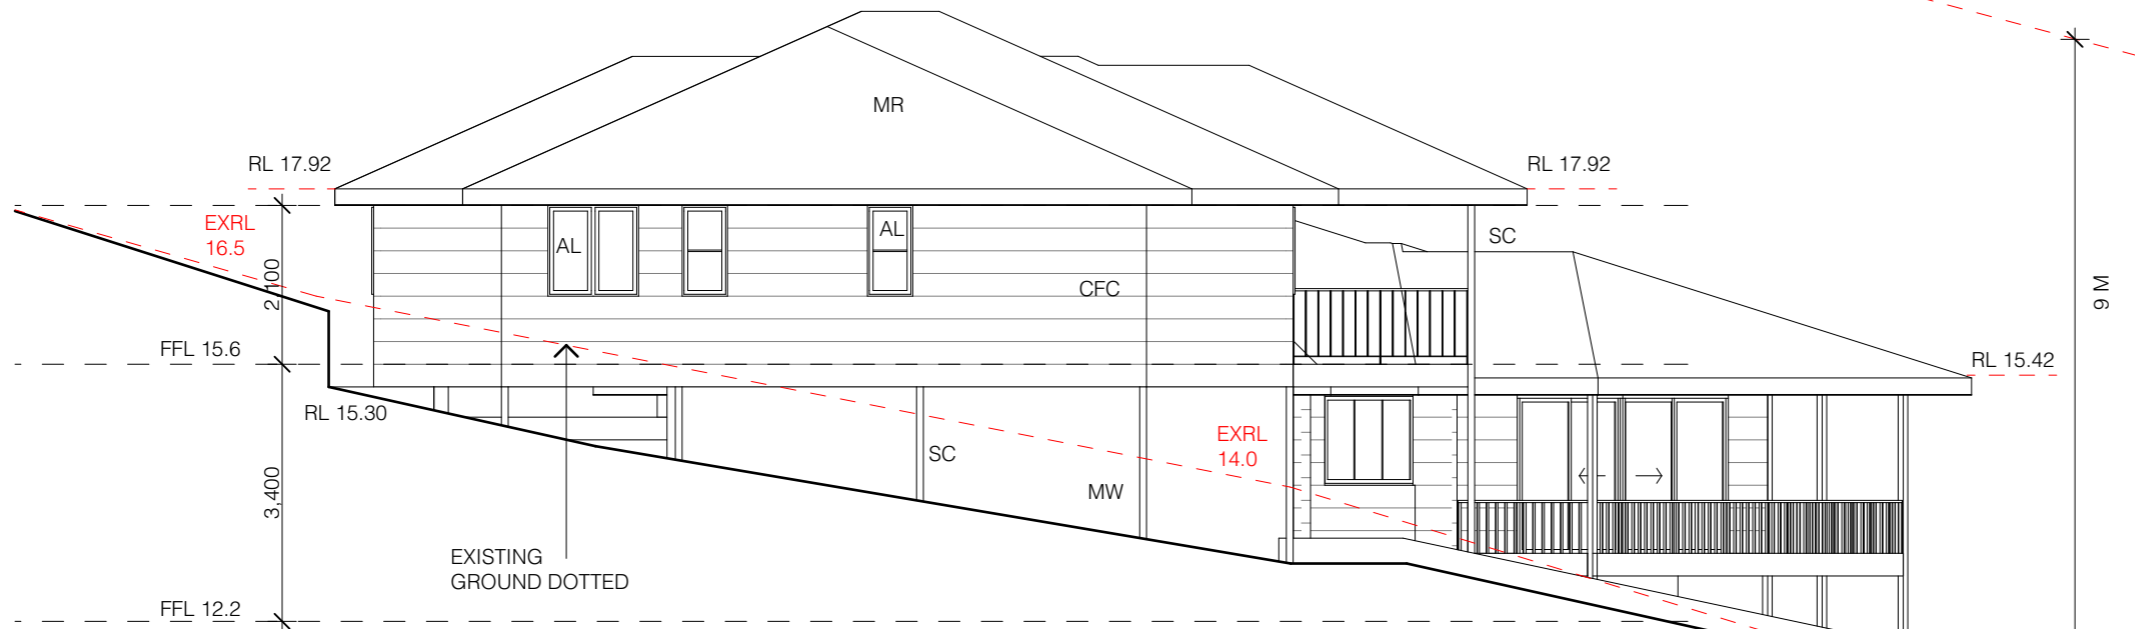 MR
RL 17.92
RL 17.92
EXRL
16.5
AL
AL
SC
2,100
CFC
9 M
FFL 15.6
RL 15.42
RL 15.30
EXRL
14.0
SC
MW
3,400
EXISTING
GROUND DOTTED
FFL 12.2